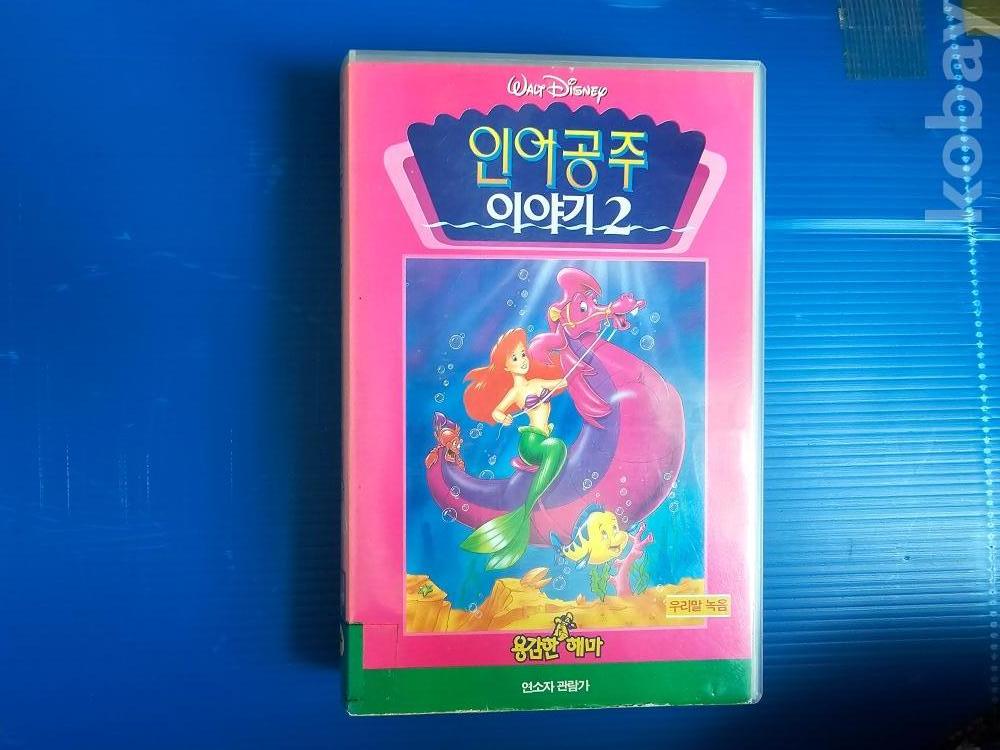 WALT DISNEY
인어공주
이야기 2
우리말 녹음
용감한 해마
연소자 관람가
kobay